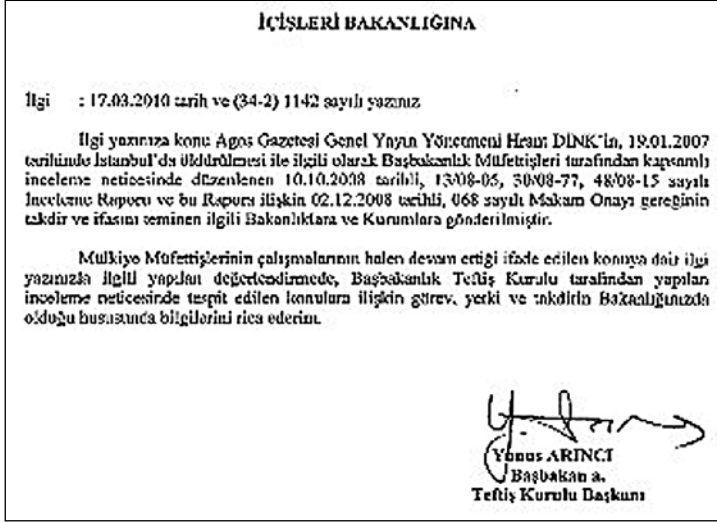 İÇİŞLERİ BAKANLIĞINA
İlgi : 17.03.2010 tarih ve (34-2) 1142 sayılı yazınız
İlgi yazınıza konu Agos Gazetesi Genel Yayın Yönetmeni Hrant DİNK'in, 19.01.2007
tarihinde İstanbul'da öldürülmesi ile ilgili olarak Başbakanlık Müfettişleri tarafından kapsamlı
inceleme neticesinde düzenlenen 10.10.2008 tarihli, 13/08-05, 30/08-77, 48/08-15 sayılı
İnceleme Raporu ve bu Rapora ilişkin 02.12.2008 tarihli, 068 sayılı Makam Onayı gereğinin
takdir ve ifasını teminen ilgili Bakanlıklara ve Kurumlara gönderilmiştir.
Mülkiye Müfettişlerinin çalışmalarının halen devam ettiği ifade edilen konuya dair ilgi
yazınızla ilgili yapılan değerlendirmede, Başbakanlık Teftiş Kurulu tarafından yapılan
inceleme neticesinde tespit edilen konulara ilişkin görev, yetki ve takdirin Bakanlığınızda
olduğu hususunda bilgilerini rica ederim.
Yunus ARINCI
Başbakan a.
Teftiş Kurulu Başkanı